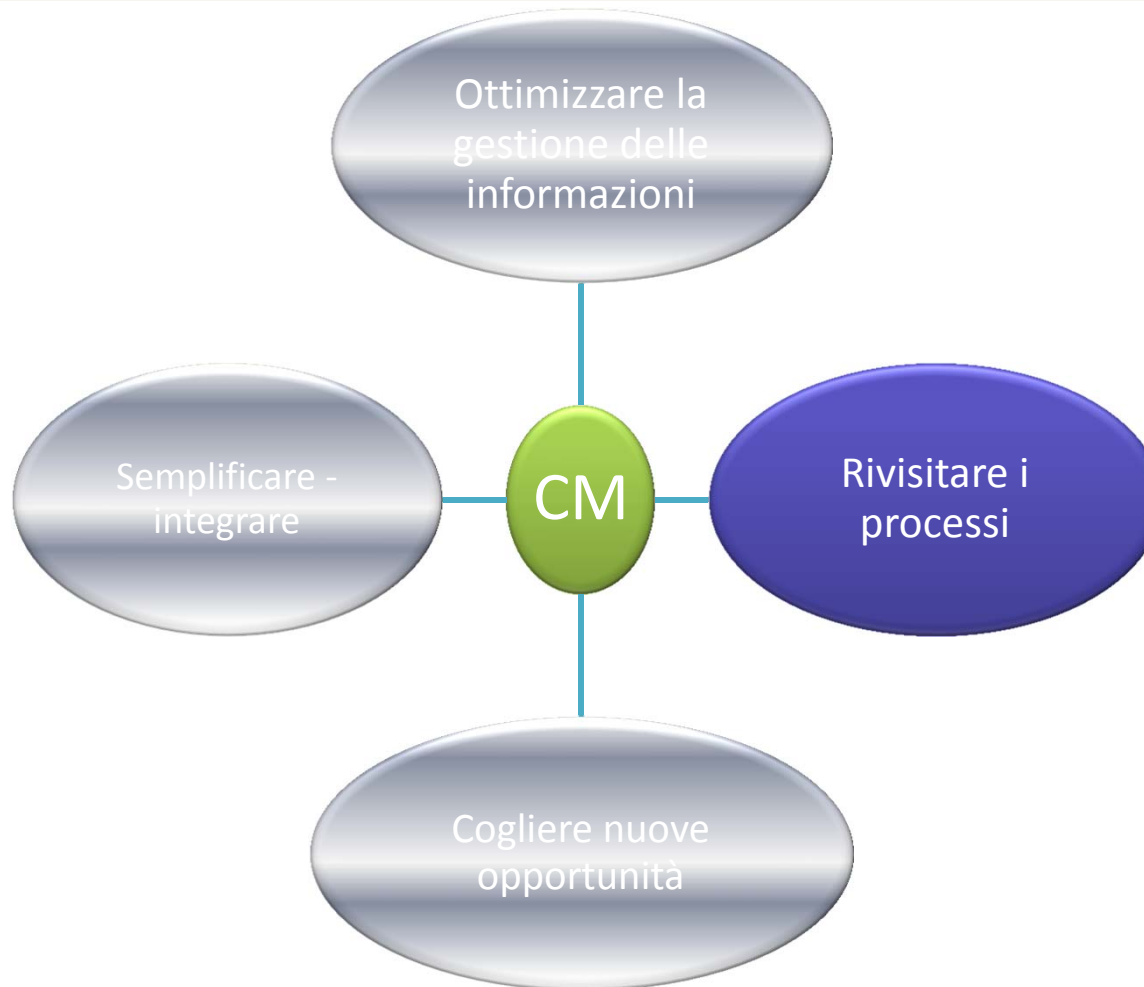 Ottimizzare la
gestione delle
informazioni
Semplificare -
integrare
CM
Rivisitare i
processi
Cogliere nuove
opportunità